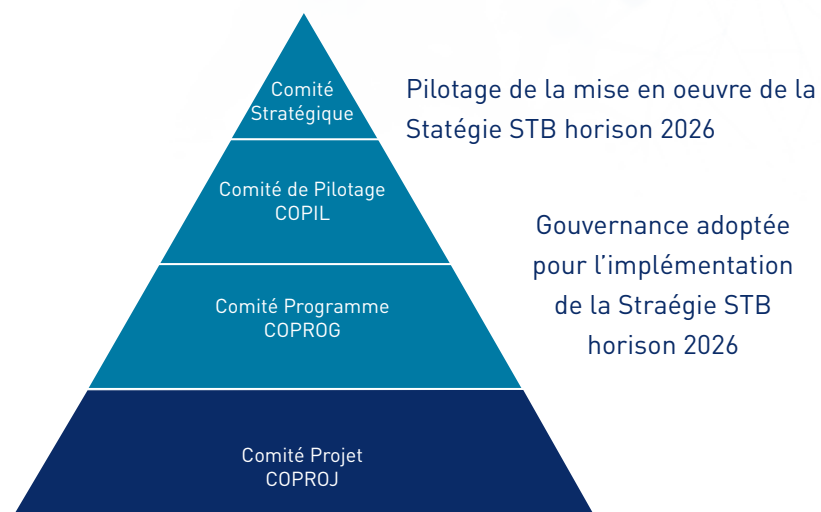 Comité
Stratégique
Pilotage de la mise en oeuvre de la
Statégie STB horison 2026
Comité de Pilotage
COPIL
Gouvernance adoptée
pour l’implémentation
de la Straégie STB
horison 2026
Comité Programme
COPROG
Comité Projet
COPROJ